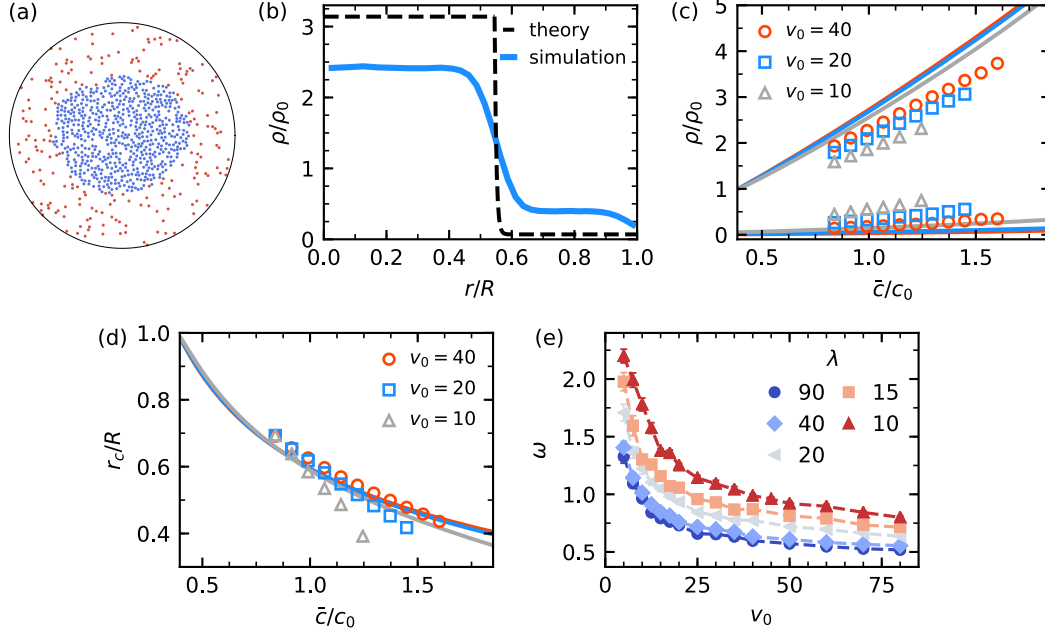 (a)
(b)
ρ/ρ₀
3
2
1
0
0.0 0.2 0.4 0.6 0.8 1.0
r/R
theory
simulation
(c)
ρ/ρ₀
5
4
3
2
1
0
0.5 1.0 1.5
c̄/c₀
v₀ = 40
v₀ = 20
v₀ = 10
(d)
r_c/R
1.0
0.8
0.6
0.4
0.5 1.0 1.5
c̄/c₀
v₀ = 40
v₀ = 20
v₀ = 10
(e)
ω
2.0
1.5
1.0
0.5
0 25 50 75
v₀
λ
90 15
40 10
20